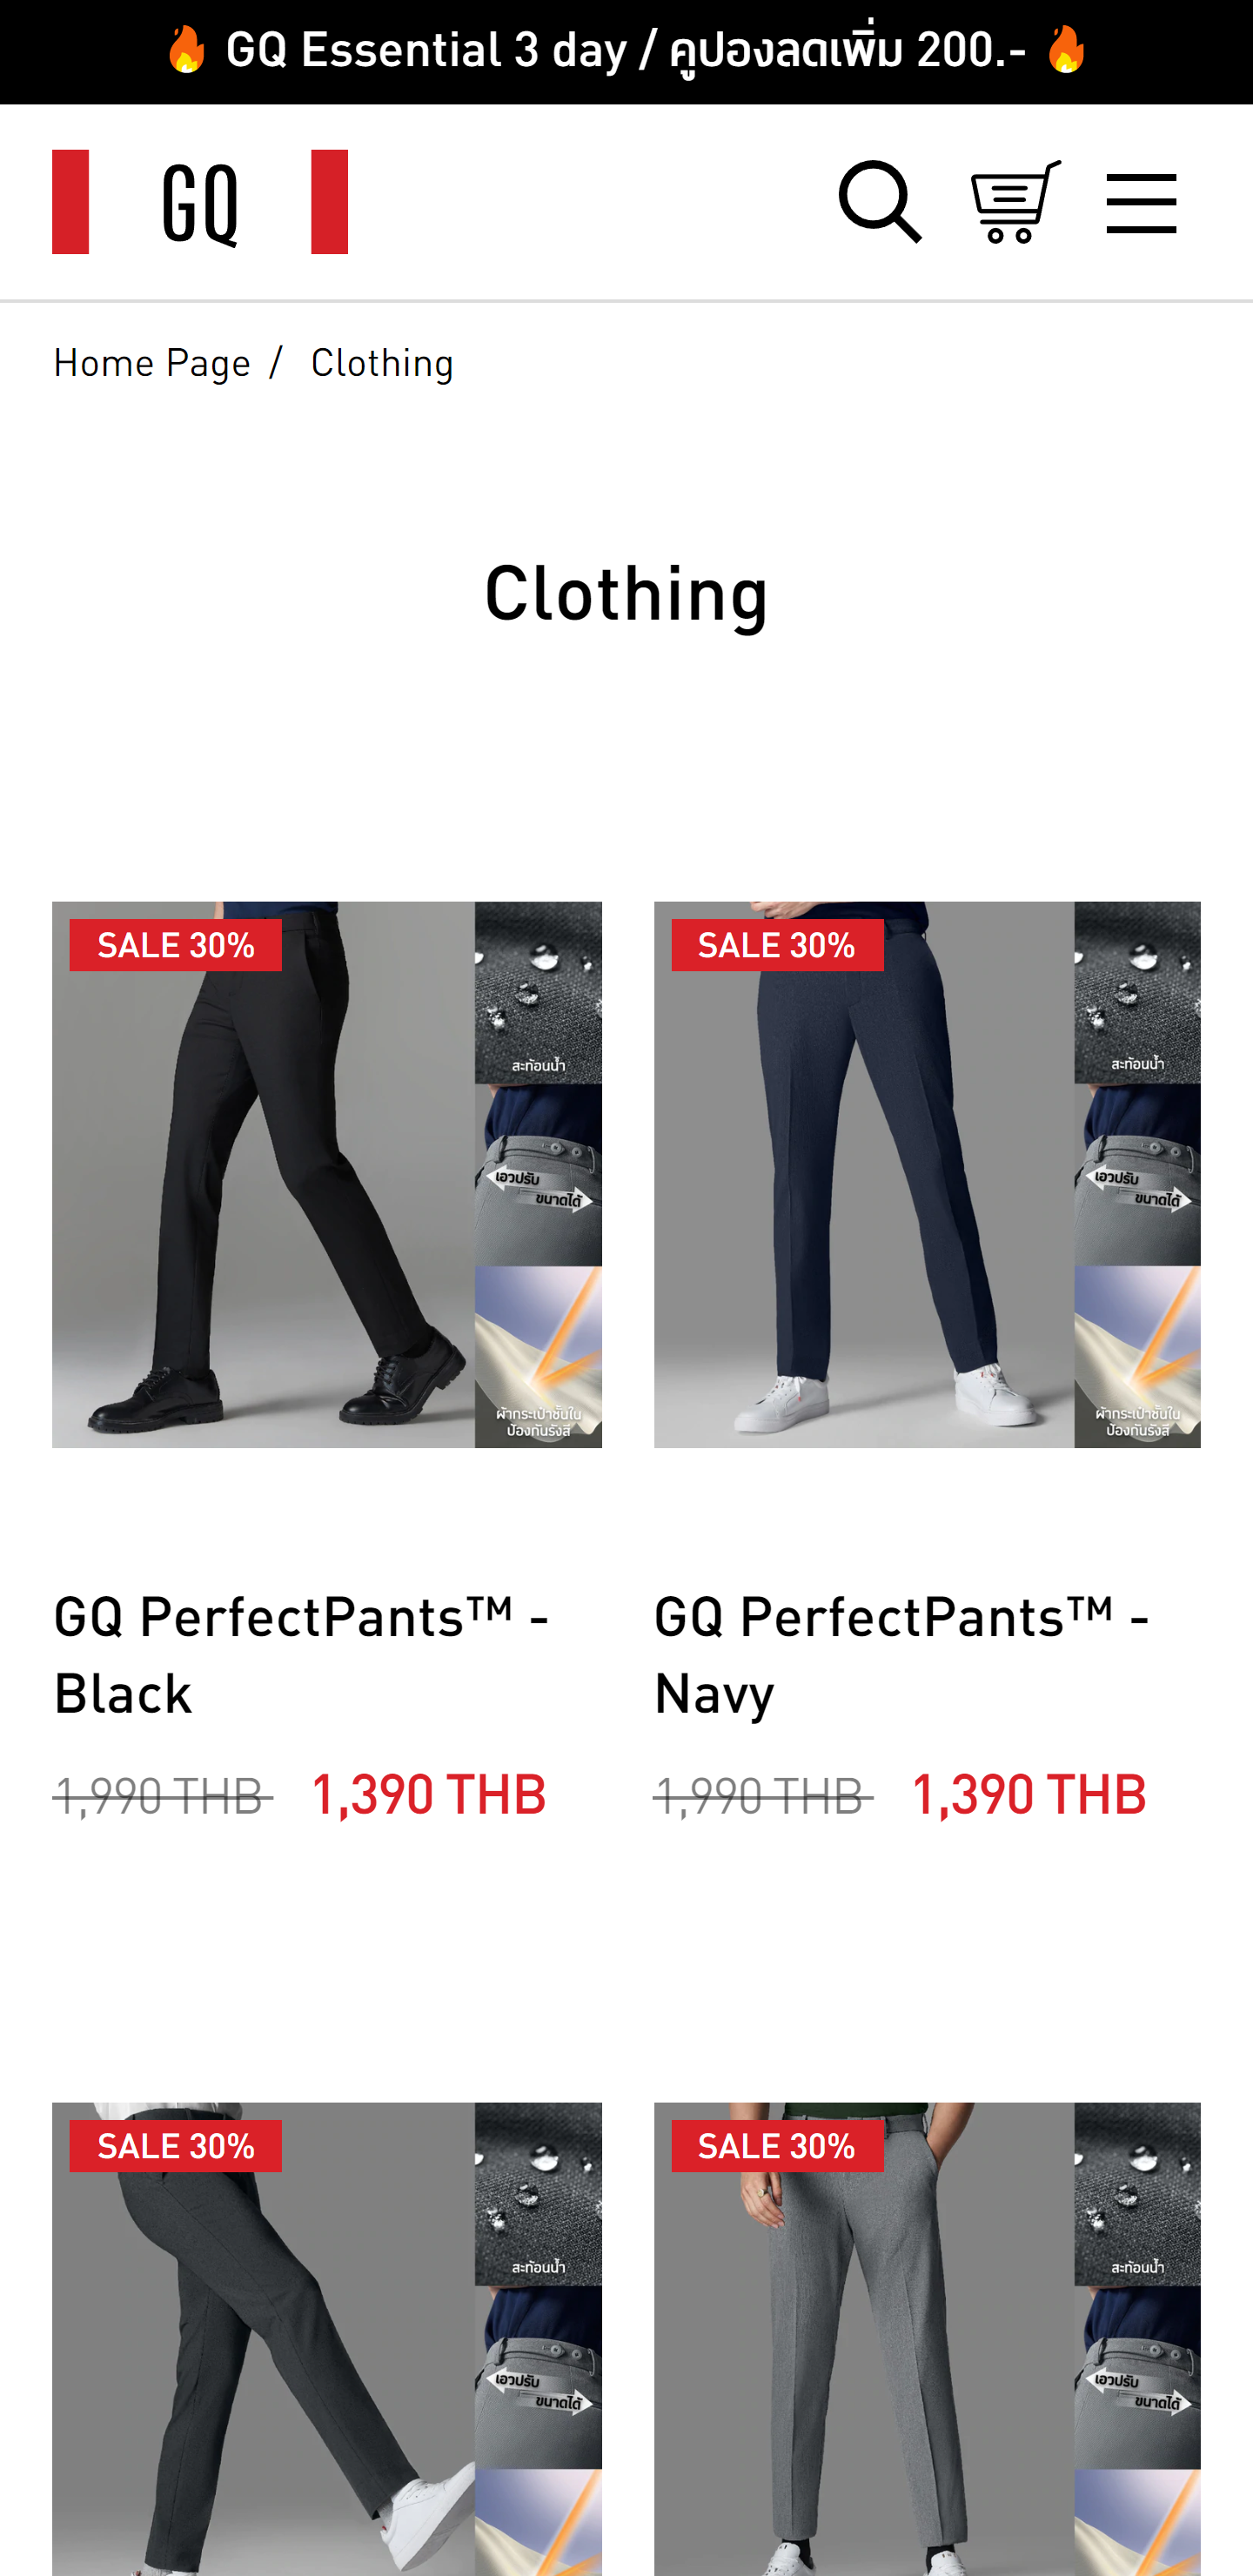 🔥 GQ Essential 3 day / คูปองลดเพิ่ม 200.- 🔥
GQ
Home Page / Clothing
Clothing
SALE 30%
สะท้อนน้ำ
เอวปรับ
ขนาดได้
ผ้ากระเป๋าชั้นใน
ป้องกันรังสี
SALE 30%
สะท้อนน้ำ
เอวปรับ
ขนาดได้
ผ้ากระเป๋าชั้นใน
ป้องกันรังสี
GQ PerfectPants™ -
Black
1,990 THB 1,390 THB
GQ PerfectPants™ -
Navy
1,990 THB 1,390 THB
SALE 30%
สะท้อนน้ำ
เอวปรับ
ขนาดได้
SALE 30%
สะท้อนน้ำ
เอวปรับ
ขนาดได้